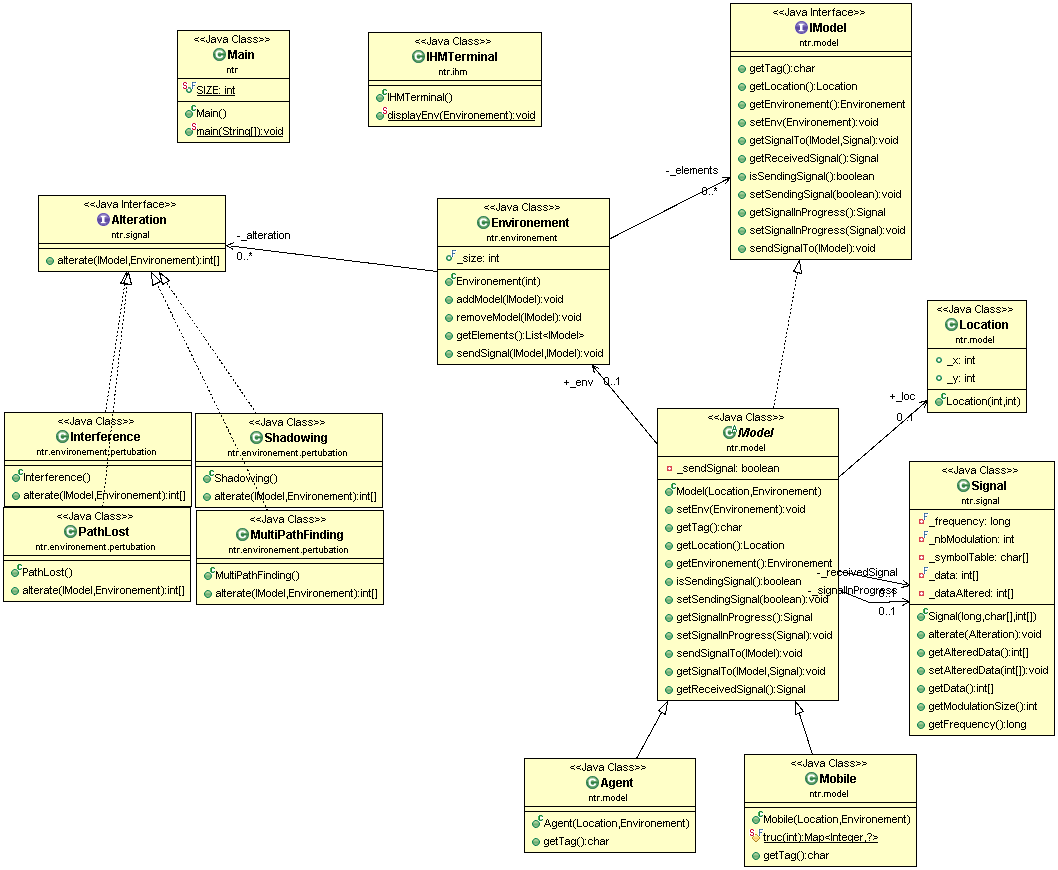 <<Java Class>>
Main
ntr
SIZE: int
Main()
main(String[]):void
<<Java Class>>
IHMTerminal
ntr.ihm
IHMTerminal()
displayEnv(Environement):void
<<Java Interface>>
IModel
ntr.model
getTag():char
getLocation():Location
getEnvironement():Environement
setEnv(Environement):void
getSignalTo(IModel,Signal):void
getReceivedSignal():Signal
isSendingSignal():boolean
setSendingSignal(boolean):void
getSignalInProgress():Signal
setSignalInProgress(Signal):void
sendSignalTo(IModel):void
<<Java Interface>>
Alteration
ntr.signal
alterate(IModel,Environement):int[]
-_alteration
0..*
<<Java Class>>
Environement
ntr.environement
_size: int
Environement(int)
addModel(IModel):void
removeModel(IModel):void
getElements():List<IModel>
sendSignal(IModel,IModel):void
-_elements
0..*
+_env
0..1
<<Java Class>>
Location
ntr.model
_x: int
_y: int
Location(int,int)
+_loc
0..1
<<Java Class>>
Interference
ntr.environement.pertubation
Interference()
alterate(IModel,Environement):int[]
<<Java Class>>
Shadowing
ntr.environement.pertubation
Shadowing()
alterate(IModel,Environement):int[]
<<Java Class>>
PathLost
ntr.environement.pertubation
PathLost()
alterate(IModel,Environement):int[]
<<Java Class>>
MultiPathFinding
ntr.environement.pertubation
MultiPathFinding()
alterate(IModel,Environement):int[]
<<Java Class>>
Model
ntr.model
_sendSignal: boolean
Model(Location,Environement)
setEnv(Environement):void
getTag():char
getLocation():Location
getEnvironement():Environement
isSendingSignal():boolean
setSendingSignal(boolean):void
getSignalInProgress():Signal
setSignalInProgress(Signal):void
sendSignalTo(IModel):void
getSignalTo(IModel,Signal):void
getReceivedSignal():Signal
-_receivedSignal
0..1
-_signalInProgress
0..1
<<Java Class>>
Signal
ntr.signal
_frequency: long
_nbModulation: int
_symbolTable: char[]
_data: int[]
_dataAltered: int[]
Signal(long,char[],int[])
alterate(Alteration):void
getAlteredData():int[]
setAlteredData(int[]):void
getData():int[]
getModulationSize():int
getFrequency():long
<<Java Class>>
Agent
ntr.model
Agent(Location,Environement)
getTag():char
<<Java Class>>
Mobile
ntr.model
Mobile(Location,Environement)
truc(int):Map<Integer,?>
getTag():char